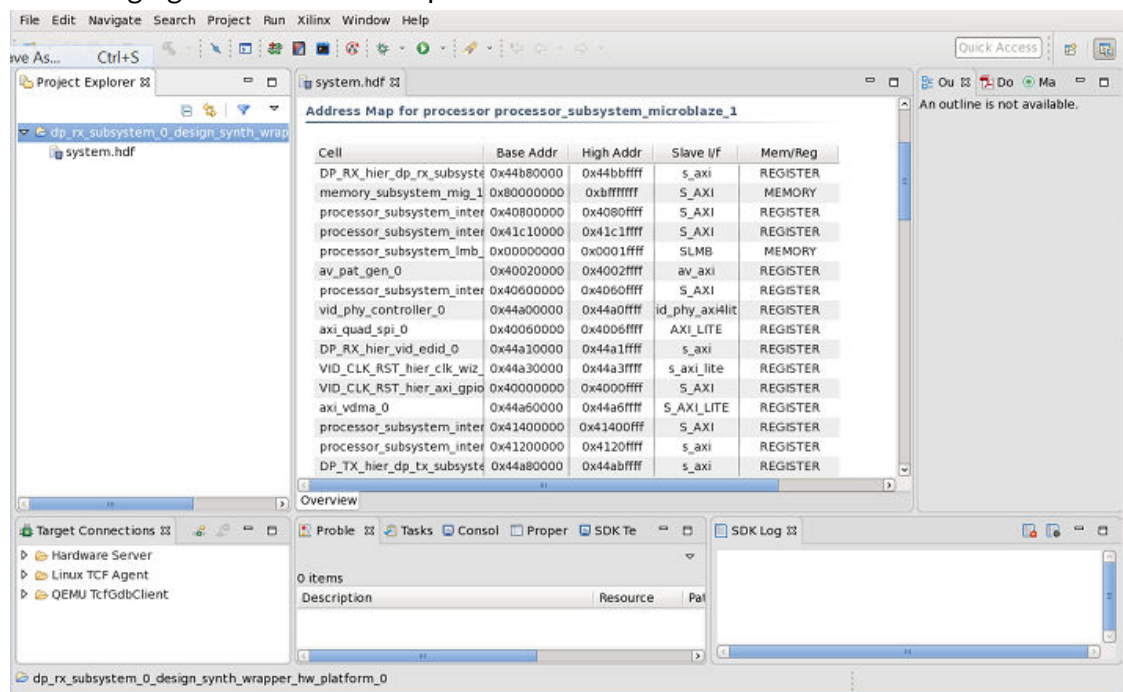 File Edit Navigate Search Project Run Xilinx Window Help
ve As... Ctrl+S
Quick Access
Project Explorer
dp_rx_subsystem_0_design_synth_wrap
system.hdf
system.hdf
Address Map for processor processor_subsystem_microblaze_1
Cell Base Addr High Addr Slave I/f Mem/Reg
DP_RX_hier_dp_rx_subsyste 0x44b80000 0x44bbffff s_axi REGISTER
memory_subsystem_mig_1 0x80000000 0xbfffffff S_AXI MEMORY
processor_subsystem_inter 0x40800000 0x4080ffff S_AXI REGISTER
processor_subsystem_inter 0x41c10000 0x41c1ffff S_AXI REGISTER
processor_subsystem_lmb_ 0x00000000 0x0001ffff SLMB MEMORY
av_pat_gen_0 0x40020000 0x4002ffff av_axi REGISTER
processor_subsystem_inter 0x40600000 0x4060ffff S_AXI REGISTER
vid_phy_controller_0 0x44a00000 0x44a0ffff id_phy_axi4lit REGISTER
axi_quad_spi_0 0x40060000 0x4006ffff AXI_LITE REGISTER
DP_RX_hier_vid_edid_0 0x44a10000 0x44a1ffff s_axi REGISTER
VID_CLK_RST_hier_clk_wiz_ 0x44a30000 0x44a3ffff s_axi_lite REGISTER
VID_CLK_RST_hier_axi_gpio 0x40000000 0x4000ffff S_AXI REGISTER
axi_vdma_0 0x44a60000 0x44a6ffff S_AXI_LITE REGISTER
processor_subsystem_inter 0x41400000 0x41400fff S_AXI REGISTER
processor_subsystem_inter 0x41200000 0x4120ffff s_axi REGISTER
DP_TX_hier_dp_tx_subsyste 0x44a80000 0x44abffff s_axi REGISTER
Overview
Ou Do Ma
An outline is not available.
Target Connections
Hardware Server
Linux TCF Agent
QEMU TcfGdbClient
Proble Tasks Consol Proper SDK Te
0 items
Description Resource Pat
SDK Log
dp_rx_subsystem_0_design_synth_wrapper_hw_platform_0